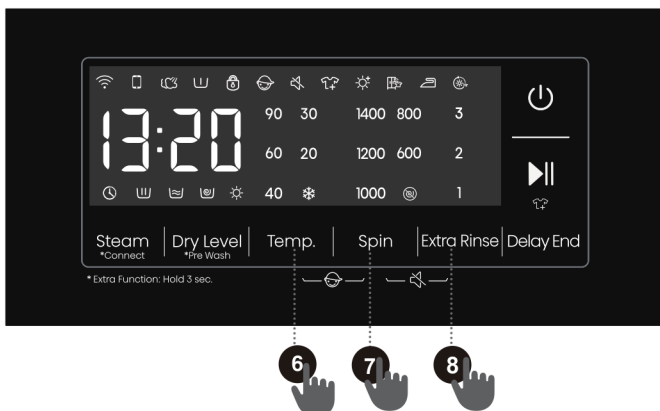 13:20
90 30 1400 800 3
60 20 1200 600 2
40 1000 1
Steam Dry Level Temp. Spin Extra Rinse Delay End
*Connect *Pre Wash
* Extra Function: Hold 3 sec.
6 7 8